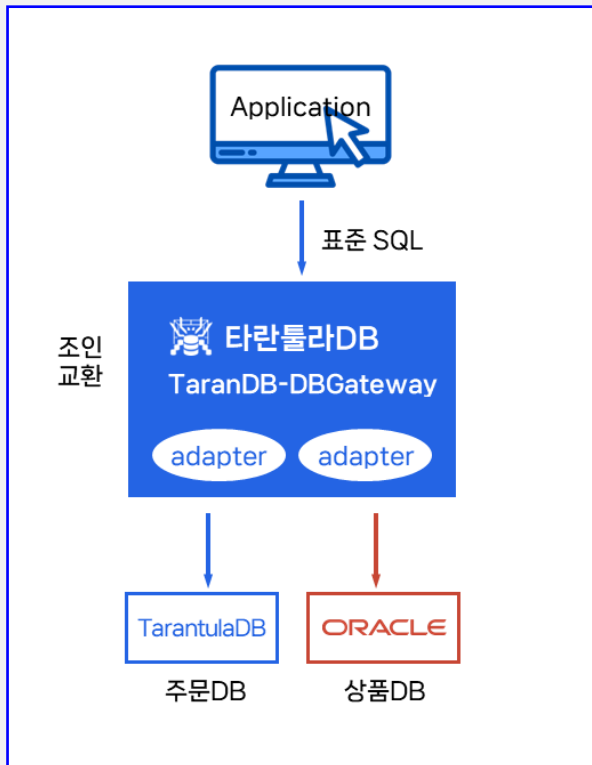 Application
표준 SQL
조인
교환
타란툴라DB
TaranDB-DBGateway
adapter adapter
TarantulaDB ORACLE
주문DB 상품DB